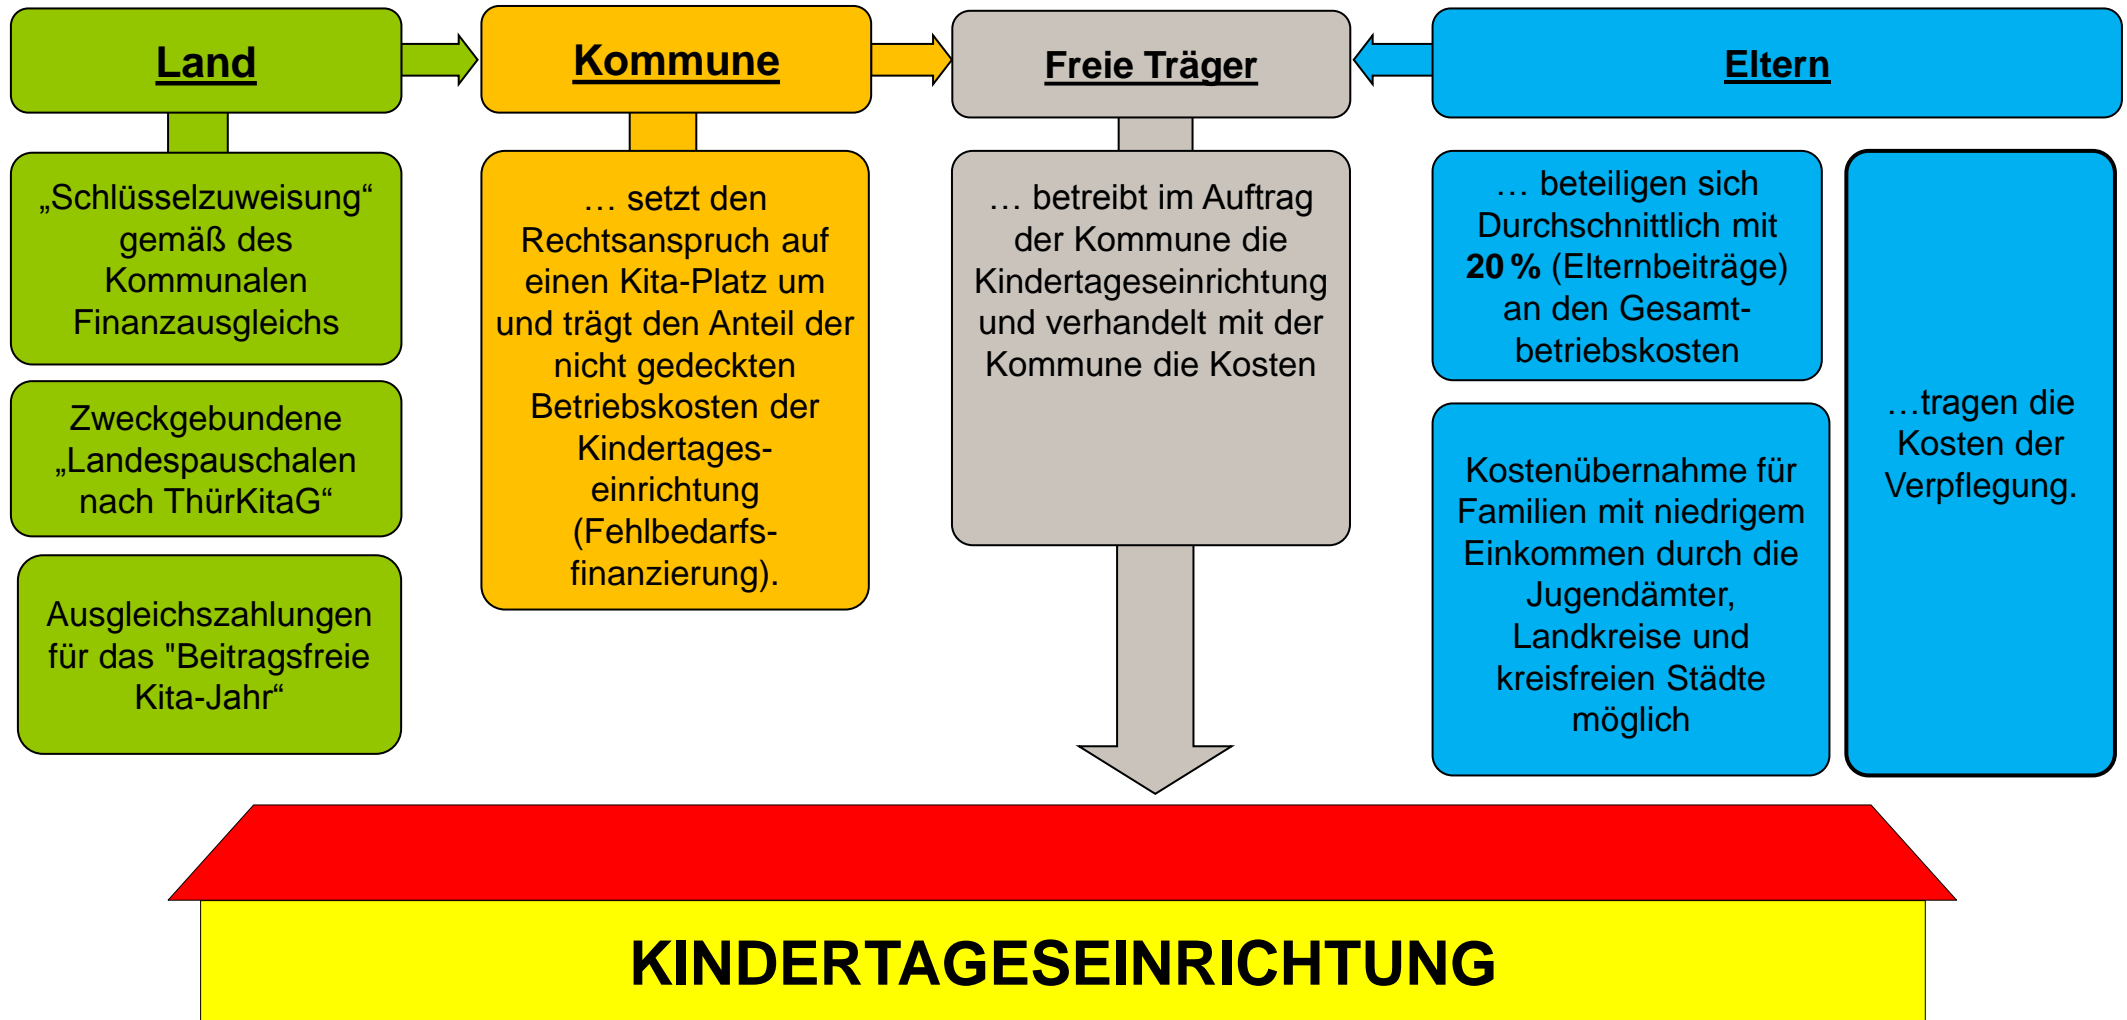 Land
Kommune
Freie Träger
Eltern
„Schlüsselzuweisung“
gemäß des
Kommunalen
Finanzausgleichs
Zweckgebundene
„Landespauschalen
nach ThürKitaG“
Ausgleichszahlungen
für das "Beitragsfreie
Kita-Jahr“
… setzt den
Rechtsanspruch auf
einen Kita-Platz um
und trägt den Anteil der
nicht gedeckten
Betriebskosten der
Kindertages-
einrichtung
(Fehlbedarfs-
finanzierung).
… betreibt im Auftrag
der Kommune die
Kindertageseinrichtung
und verhandelt mit der
Kommune die Kosten
… beteiligen sich
Durchschnittlich mit
20 % (Elternbeiträge)
an den Gesamt-
betriebskosten
Kostenübernahme für
Familien mit niedrigem
Einkommen durch die
Jugendämter,
Landkreise und
kreisfreien Städte
möglich
…tragen die
Kosten der
Verpflegung.
KINDERTAGESEINRICHTUNG